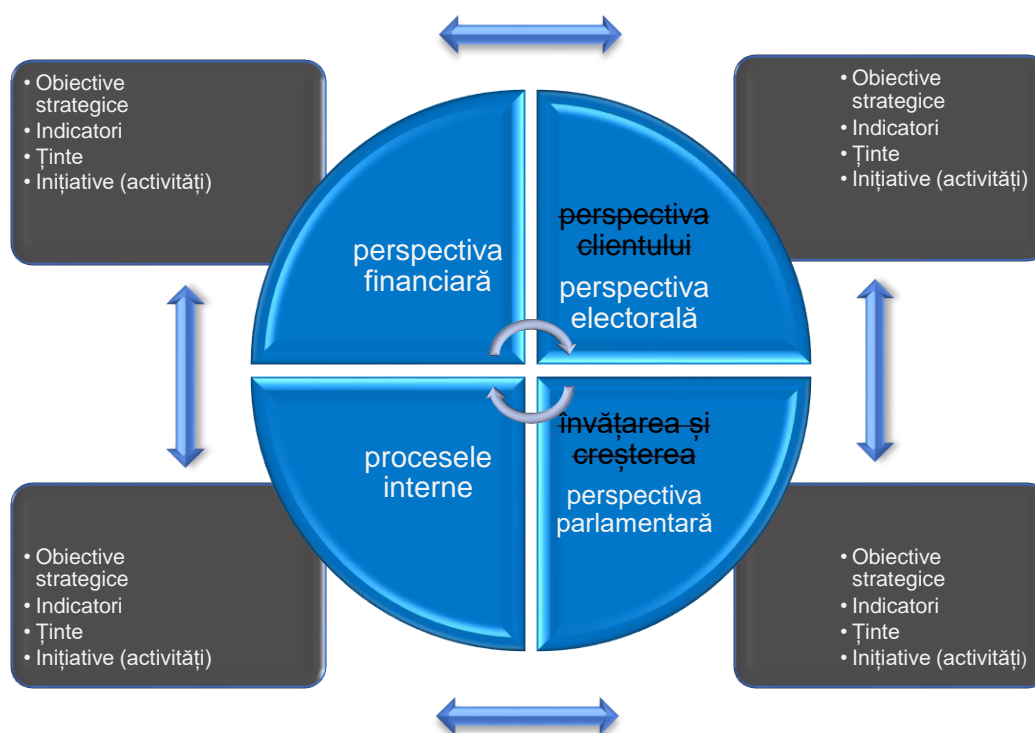 • Obiective
strategice
• Indicatori
• Ținte
• Inițiative (activități)
• Obiective
strategice
• Indicatori
• Ținte
• Inițiative (activități)
perspectiva
financiară
perspectiva
clientului
perspectiva
electorală
procesele
interne
învățarea și
creșterea
perspectiva
parlamentară
• Obiective
strategice
• Indicatori
• Ținte
• Inițiative (activități)
• Obiective
strategice
• Indicatori
• Ținte
• Inițiative (activități)